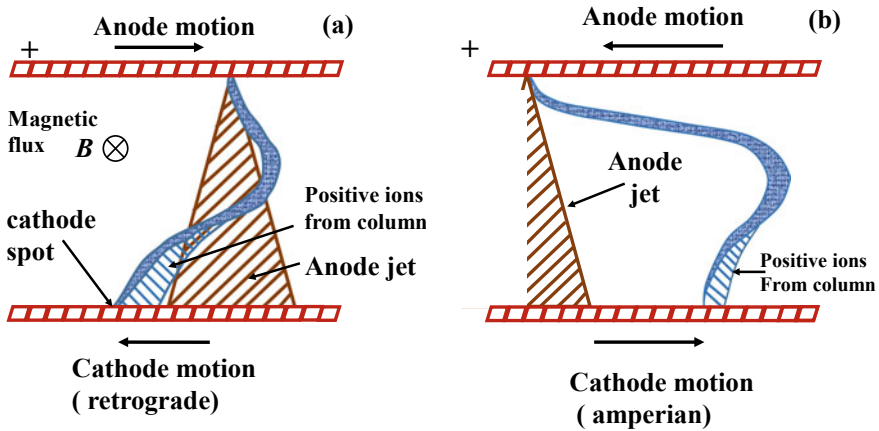 Anode motion
(a)
+
Magnetic
flux B ⊗
cathode
spot
Positive ions
from column
Anode jet
Cathode motion
( retrograde)
Anode motion
(b)
+
Anode
jet
Positive ions
From column
Cathode motion
( amperian)